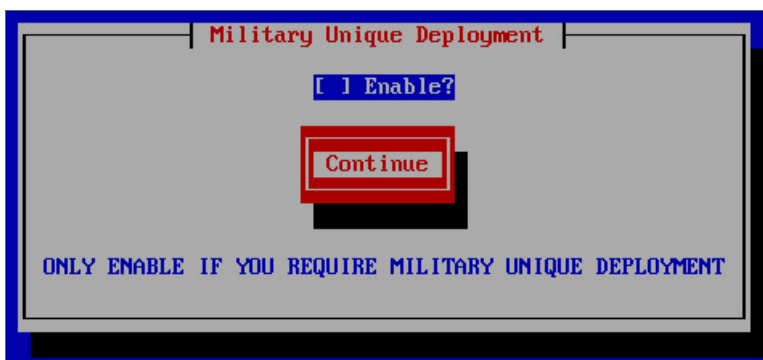 Military Unique Deployment
[ ] Enable?
Continue
ONLY ENABLE IF YOU REQUIRE MILITARY UNIQUE DEPLOYMENT